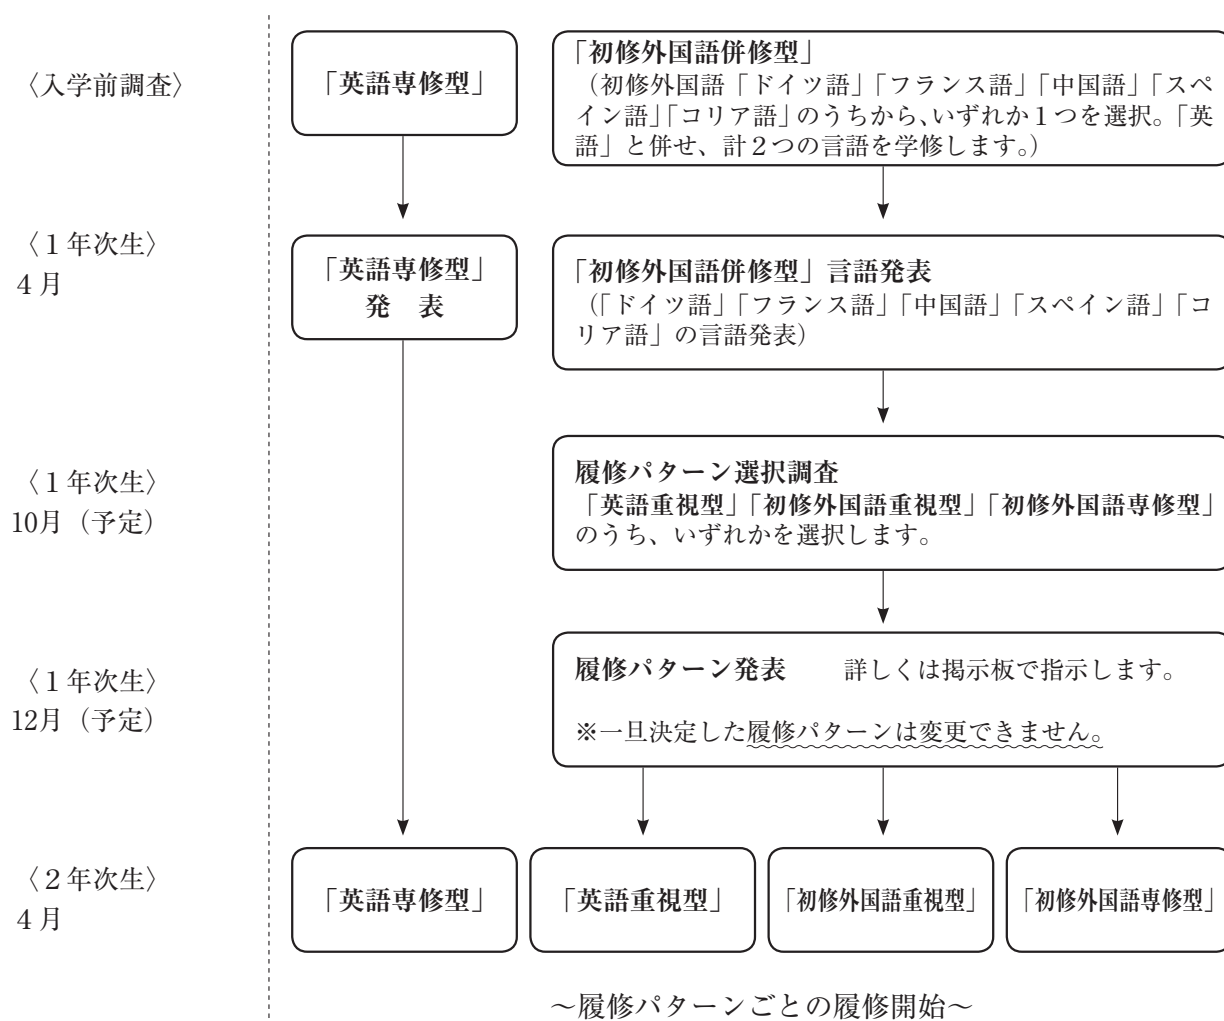 〈入学前調査〉
「英語専修型」
「初修外国語併修型」
（初修外国語「ドイツ語」「フランス語」「中国語」「スペ
イン語」「コリア語」のうちから、いずれか１つを選択。「英
語」と併せ、計２つの言語を学修します。）
〈１年次生〉
４月
「英語専修型」
発　表
「初修外国語併修型」言語発表
（「ドイツ語」「フランス語」「中国語」「スペイン語」「コ
リア語」の言語発表）
〈１年次生〉
10月（予定）
履修パターン選択調査
「英語重視型」「初修外国語重視型」「初修外国語専修型」
のうち、いずれかを選択します。
〈１年次生〉
12月（予定）
履修パターン発表　　詳しくは掲示板で指示します。
※一旦決定した履修パターンは変更できません。
〈２年次生〉
４月
「英語専修型」
「英語重視型」
「初修外国語重視型」
「初修外国語専修型」
～履修パターンごとの履修開始～